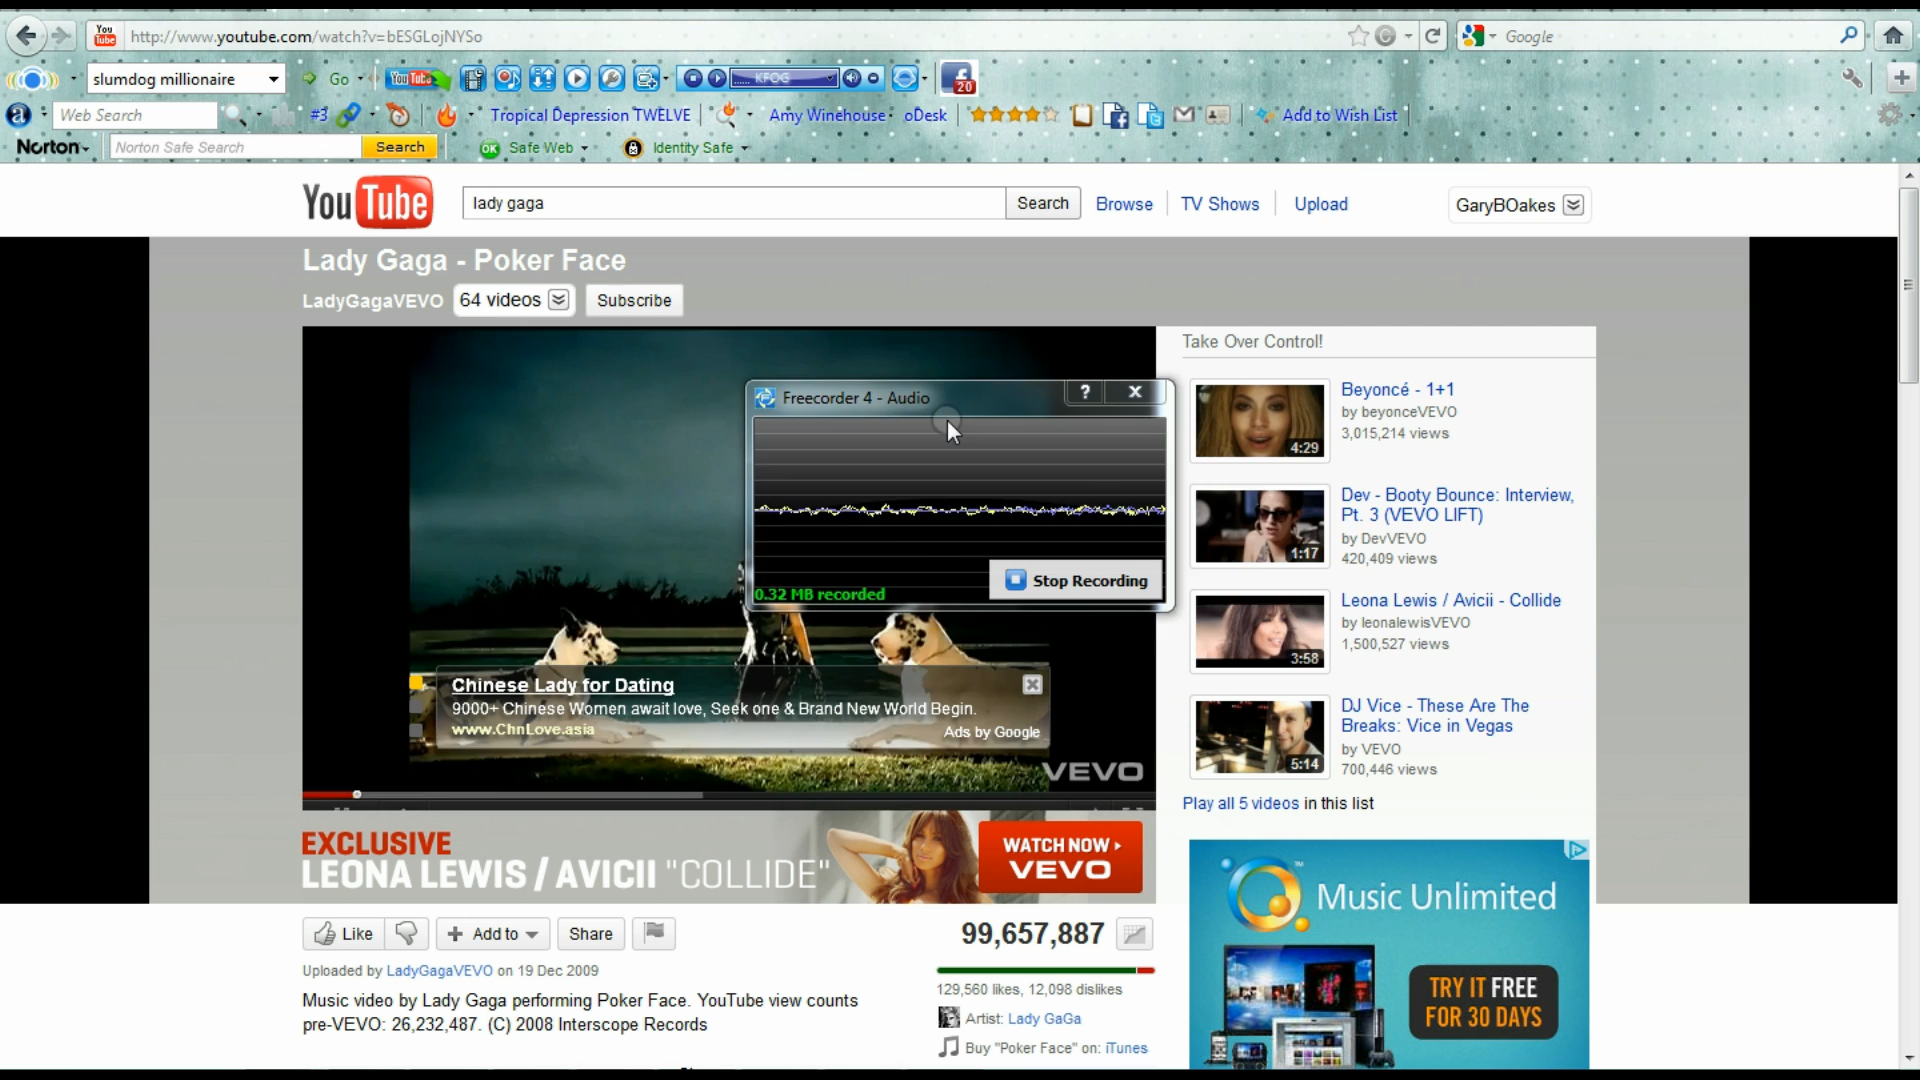 You Tube http://www.youtube.com/watch?v=bESGLojNYSo Google
slumdog millionaire Go YouTube KFOG 20
a Web Search #3 Tropical Depression TWELVE Amy Winehouse oDesk Add to Wish List
Norton Norton Safe Search Search OK Safe Web Identity Safe
YouTube lady gaga Search Browse TV Shows Upload GaryBOakes
Lady Gaga - Poker Face
LadyGagaVEVO 64 videos Subscribe
Take Over Control!
Freecorder 4 - Audio ? x
0.32 MB recorded
Stop Recording
Chinese Lady for Dating
9000+ Chinese Women await love, Seek one & Brand New World Begin.
www.ChnLove.asia Ads by Google
VEVO
4:29
Beyoncé - 1+1
by beyonceVEVO
3,015,214 views
1:17
Dev - Booty Bounce: Interview,
Pt. 3 (VEVO LIFT)
by DevVEVO
420,409 views
3:58
Leona Lewis / Avicii - Collide
by leonalewisVEVO
1,500,527 views
5:14
DJ Vice - These Are The
Breaks: Vice in Vegas
by VEVO
700,446 views
Play all 5 videos in this list
EXCLUSIVE
LEONA LEWIS / AVICII "COLLIDE"
WATCH NOW
VEVO
Music Unlimited
TRY IT FREE
FOR 30 DAYS
Like Add to Share 99,657,887
Uploaded by LadyGagaVEVO on 19 Dec 2009
Music video by Lady Gaga performing Poker Face. YouTube view counts
pre-VEVO: 26,232,487. (C) 2008 Interscope Records
129,560 likes, 12,098 dislikes
Artist: Lady GaGa
Buy "Poker Face" on: iTunes